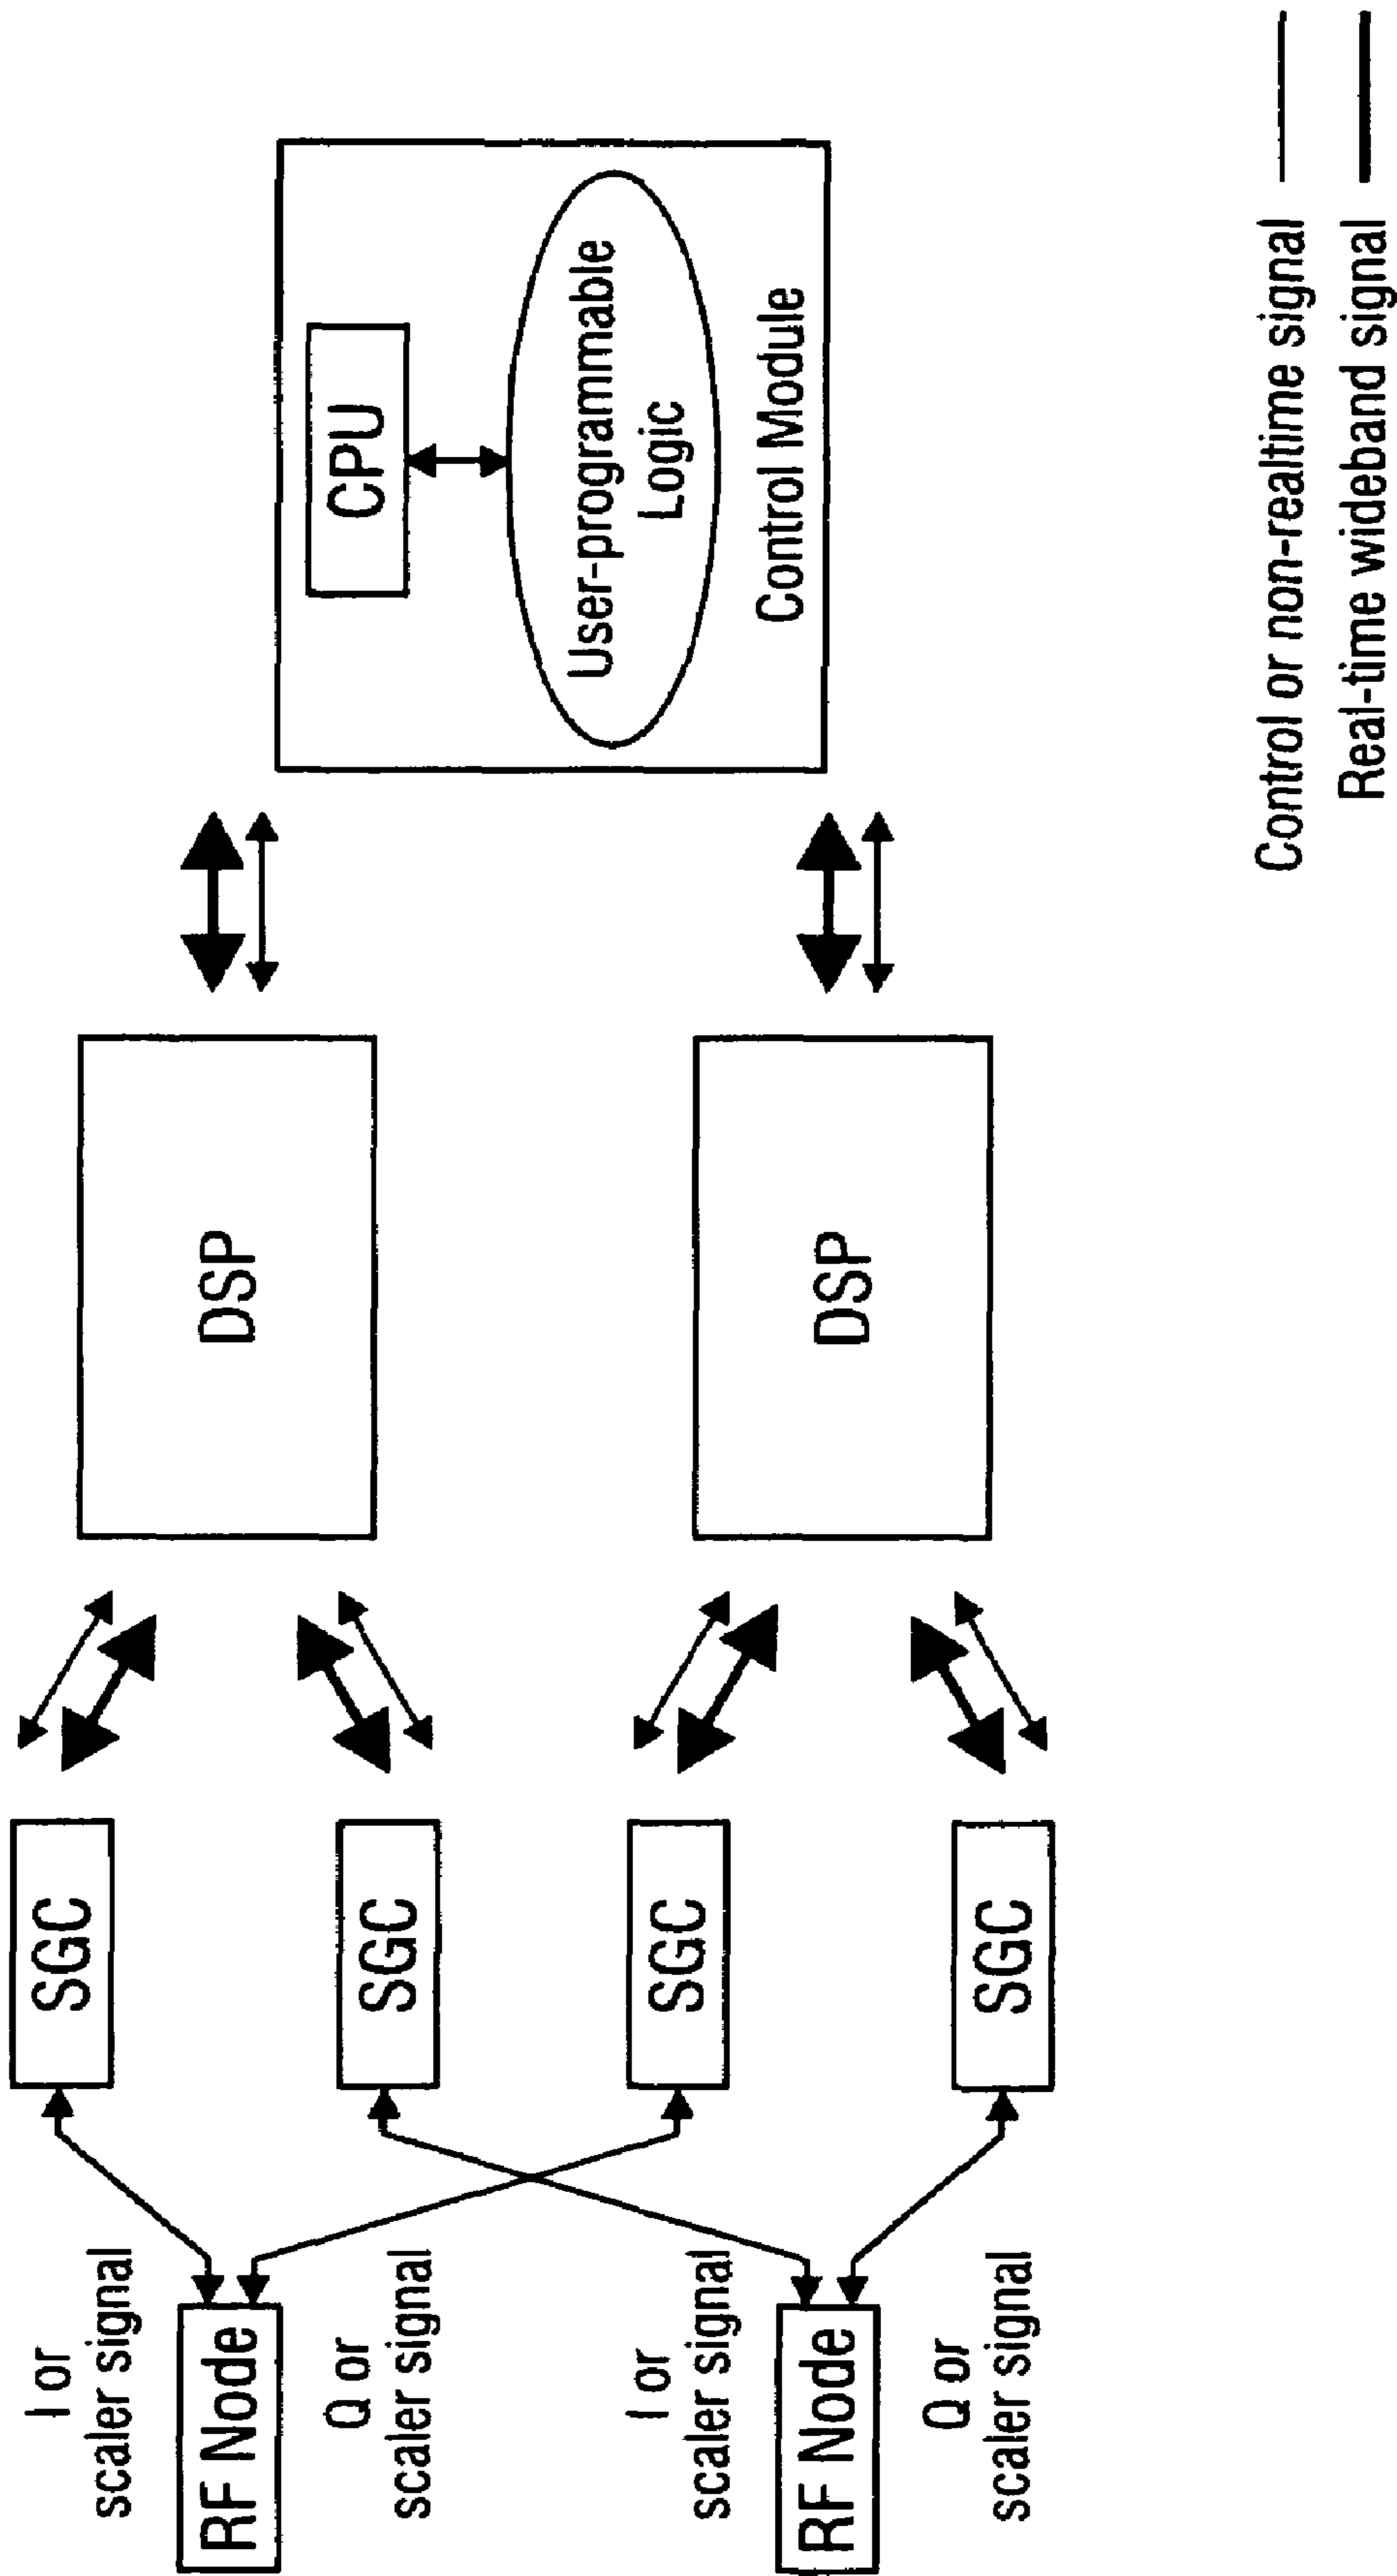 I or
scaler signal
RF Node
Q or
scaler signal
I or
scaler signal
RF Node
Q or
scaler signal
SGC
SGC
SGC
SGC
DSP
DSP
CPU
User-programmable
Logic
Control Module
Control or non-realtime signal
Real-time wideband signal